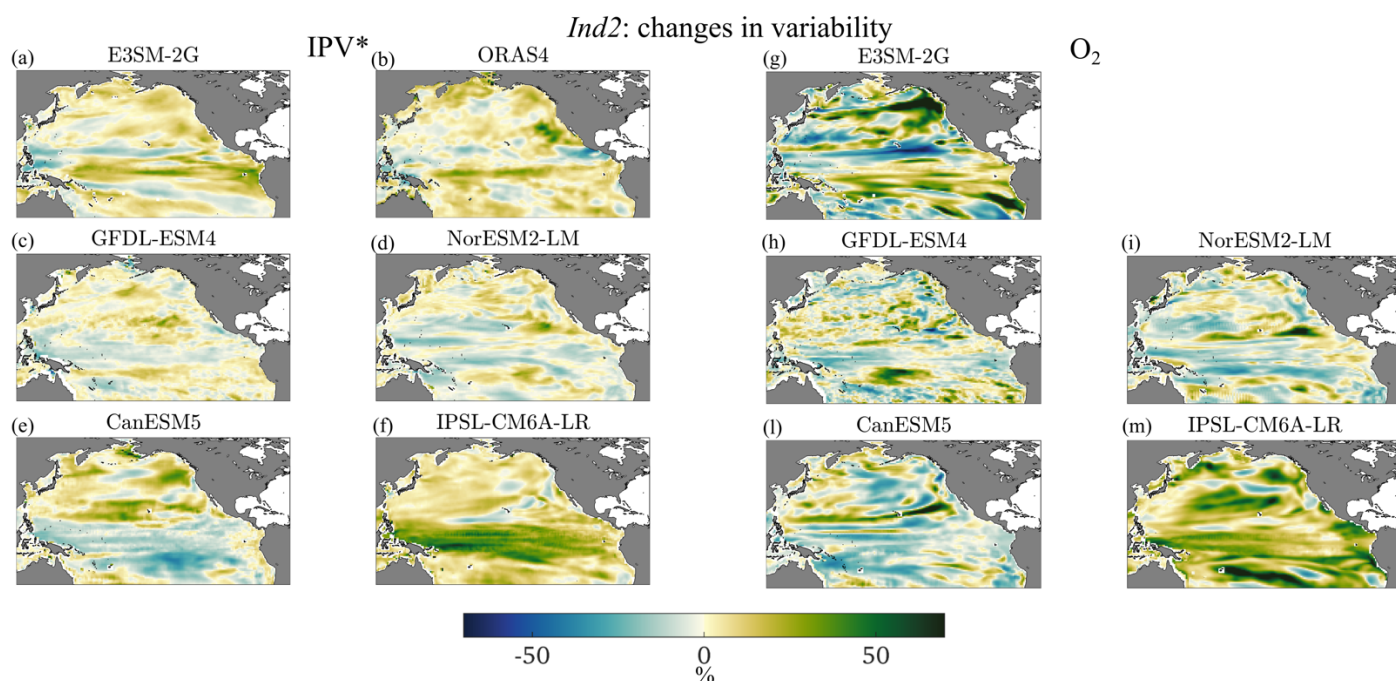 Ind2: changes in variability
IPV*
O₂
(a) E3SM-2G
(b) ORAS4
(g) E3SM-2G
(c) GFDL-ESM4
(d) NorESM2-LM
(h) GFDL-ESM4
(i) NorESM2-LM
(e) CanESM5
(f) IPSL-CM6A-LR
(l) CanESM5
(m) IPSL-CM6A-LR
-50 0 50
%